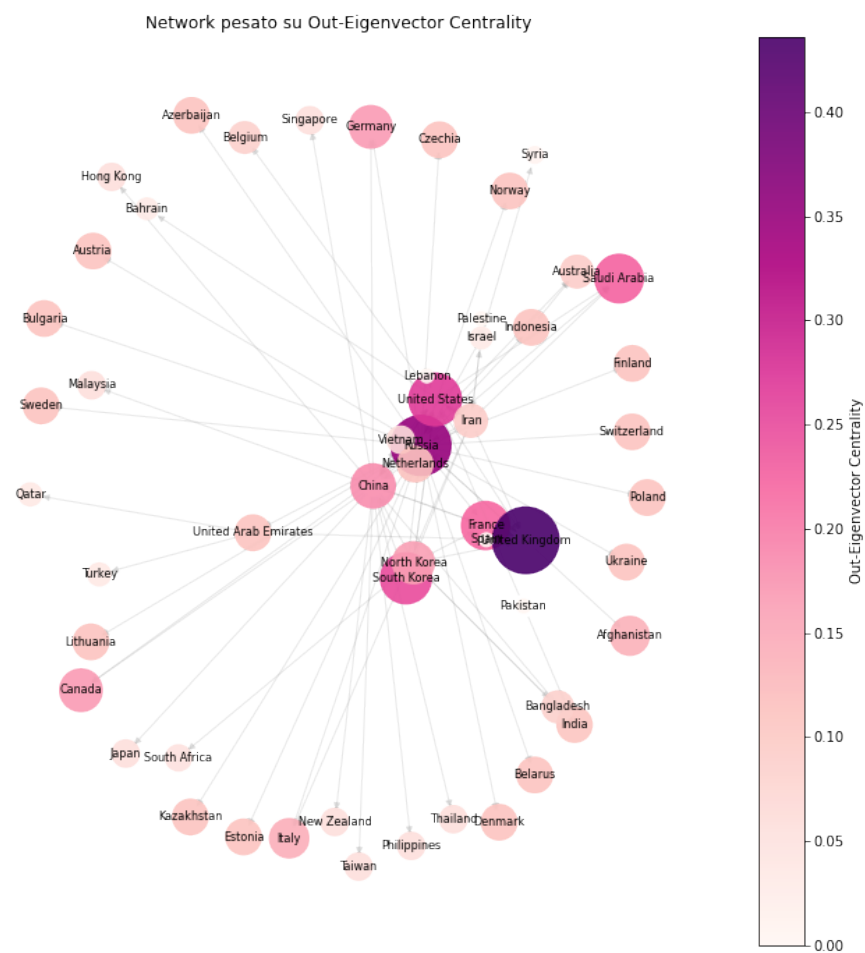 Network pesato su Out-Eigenvector Centrality
Azerbaijan
Belgium
Singapore
Germany
Czechia
Syria
Hong Kong
Bahrain
Norway
Austria
Australia
Saudi Arabia
Bulgaria
Palestine
Israel
Indonesia
Malaysia
Lebanon
Finland
Sweden
United States
Iran
Switzerland
Vietnam
Russia
Netherlands
China
Qatar
Poland
United Arab Emirates
France
Spain
United Kingdom
North Korea
South Korea
Turkey
Ukraine
Pakistan
Lithuania
Afghanistan
Canada
Bangladesh
India
Japan
South Africa
Belarus
Kazakhstan
Estonia
Italy
New Zealand
Thailand
Denmark
Philippines
Taiwan
0.40
0.35
0.30
0.25
0.20
0.15
0.10
0.05
0.00
Out-Eigenvector Centrality